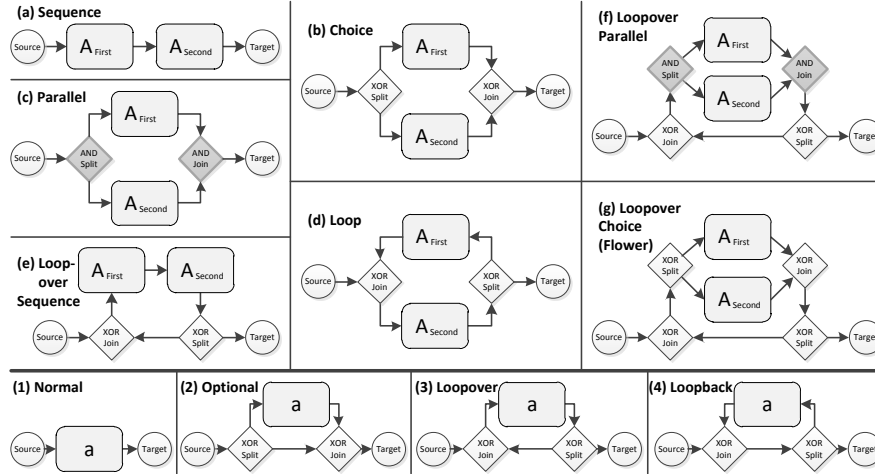 (a) Sequence
Source
A First
A Second
Target
(b) Choice
Source
XOR
Split
A First
A Second
XOR
Join
Target
(f) Loopover
Parallel
AND
Split
A First
A Second
AND
Join
Source
XOR
Join
XOR
Split
Target
(c) Parallel
Source
AND
Split
A First
A Second
AND
Join
Target
(d) Loop
Source
XOR
Join
A First
A Second
XOR
Split
Target
(g) Loopover
Choice
(Flower)
XOR
Split
A First
A Second
XOR
Join
Source
XOR
Join
XOR
Split
Target
(e) Loop-
over
Sequence
A First
A Second
Source
XOR
Join
XOR
Split
Target
(1) Normal
Source
a
Target
(2) Optional
a
Source
XOR
Split
XOR
Join
Target
(3) Loopover
a
Source
XOR
Join
XOR
Split
Target
(4) Loopback
a
Source
XOR
Join
XOR
Split
Target